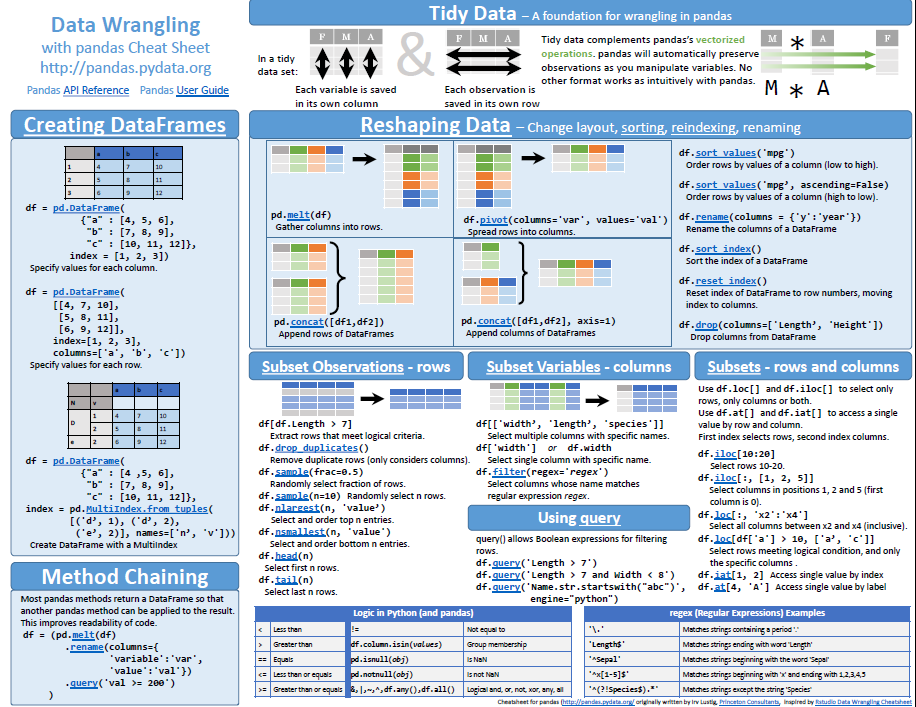 Data Wrangling
with pandas Cheat Sheet
http://pandas.pydata.org
Pandas API Reference Pandas User Guide
Tidy Data – A foundation for wrangling in pandas
In a tidy
data set:
F M A
Each variable is saved
in its own column
&
F M A
Each observation is
saved in its own row
Tidy data complements pandas's vectorized
operations. pandas will automatically preserve
observations as you manipulate variables. No
other format works as intuitively with pandas.
M * A F
M * A
Creating DataFrames
a b c
1 4 7 10
2 5 8 11
3 6 9 12
df = pd.DataFrame(
{"a" : [4, 5, 6],
"b" : [7, 8, 9],
"c" : [10, 11, 12]},
index = [1, 2, 3])
Specify values for each column.
df = pd.DataFrame(
[[4, 7, 10],
[5, 8, 11],
[6, 9, 12]],
index=[1, 2, 3],
columns=['a', 'b', 'c'])
Specify values for each row.
a b c
N v
D 1 4 7 10
2 5 8 11
e 2 6 9 12
df = pd.DataFrame(
{"a" : [4 ,5, 6],
"b" : [7, 8, 9],
"c" : [10, 11, 12]},
index = pd.MultiIndex.from_tuples(
[('d', 1), ('d', 2),
('e', 2)], names=['n', 'v']))
Create DataFrame with a MultiIndex
Method Chaining
Most pandas methods return a DataFrame so that
another pandas method can be applied to the result.
This improves readability of code.
df = (pd.melt(df)
.rename(columns={
'variable':'var',
'value':'val'})
.query('val >= 200')
)
Reshaping Data – Change layout, sorting, reindexing, renaming
pd.melt(df)
Gather columns into rows.
df.pivot(columns='var', values='val')
Spread rows into columns.
pd.concat([df1,df2])
Append rows of DataFrames
pd.concat([df1,df2], axis=1)
Append columns of DataFrames
df.sort_values('mpg')
Order rows by values of a column (low to high).
df.sort_values('mpg', ascending=False)
Order rows by values of a column (high to low).
df.rename(columns = {'y':'year'})
Rename the columns of a DataFrame
df.sort_index()
Sort the index of a DataFrame
df.reset_index()
Reset index of DataFrame to row numbers, moving
index to columns.
df.drop(columns=['Length', 'Height'])
Drop columns from DataFrame
Subset Observations - rows
df[df.Length > 7]
Extract rows that meet logical criteria.
df.drop_duplicates()
Remove duplicate rows (only considers columns).
df.sample(frac=0.5)
Randomly select fraction of rows.
df.sample(n=10) Randomly select n rows.
df.nlargest(n, 'value')
Select and order top n entries.
df.nsmallest(n, 'value')
Select and order bottom n entries.
df.head(n)
Select first n rows.
df.tail(n)
Select last n rows.
Subset Variables - columns
df[['width', 'length', 'species']]
Select multiple columns with specific names.
df['width'] or df.width
Select single column with specific name.
df.filter(regex='regex')
Select columns whose name matches
regular expression regex.
Using query
query() allows Boolean expressions for filtering
rows.
df.query('Length > 7')
df.query('Length > 7 and Width < 8')
df.query('Name.str.startswith("abc")',
engine="python")
Subsets - rows and columns
Use df.loc[] and df.iloc[] to select only
rows, only columns or both.
Use df.at[] and df.iat[] to access a single
value by row and column.
First index selects rows, second index columns.
df.iloc[10:20]
Select rows 10-20.
df.iloc[:, [1, 2, 5]]
Select columns in positions 1, 2 and 5 (first
column is 0).
df.loc[:, 'x2':'x4']
Select all columns between x2 and x4 (inclusive).
df.loc[df['a'] > 10, ['a', 'c']]
Select rows meeting logical condition, and only
the specific columns .
df.iat[1, 2] Access single value by index
df.at[4, 'A'] Access single value by label
Logic in Python (and pandas)
< Less than != Not equal to
> Greater than df.column.isin(values) Group membership
== Equals pd.isnull(obj) Is NaN
<= Less than or equals pd.notnull(obj) Is not NaN
>= Greater than or equals &,|,~,^,df.any(),df.all() Logical and, or, not, xor, any, all
regex (Regular Expressions) Examples
'\.' Matches strings containing a period '.'
'Length$' Matches strings ending with word 'Length'
'^Sepal' Matches strings beginning with the word 'Sepal'
'^x[1-5]$' Matches strings beginning with 'x' and ending with 1,2,3,4,5
'^(?!Species$).*' Matches strings except the string 'Species'
Cheatsheet for pandas (http://pandas.pydata.org/ originally written by Irv Lustig, Princeton Consultants, inspired by Rstudio Data Wrangling Cheatsheet